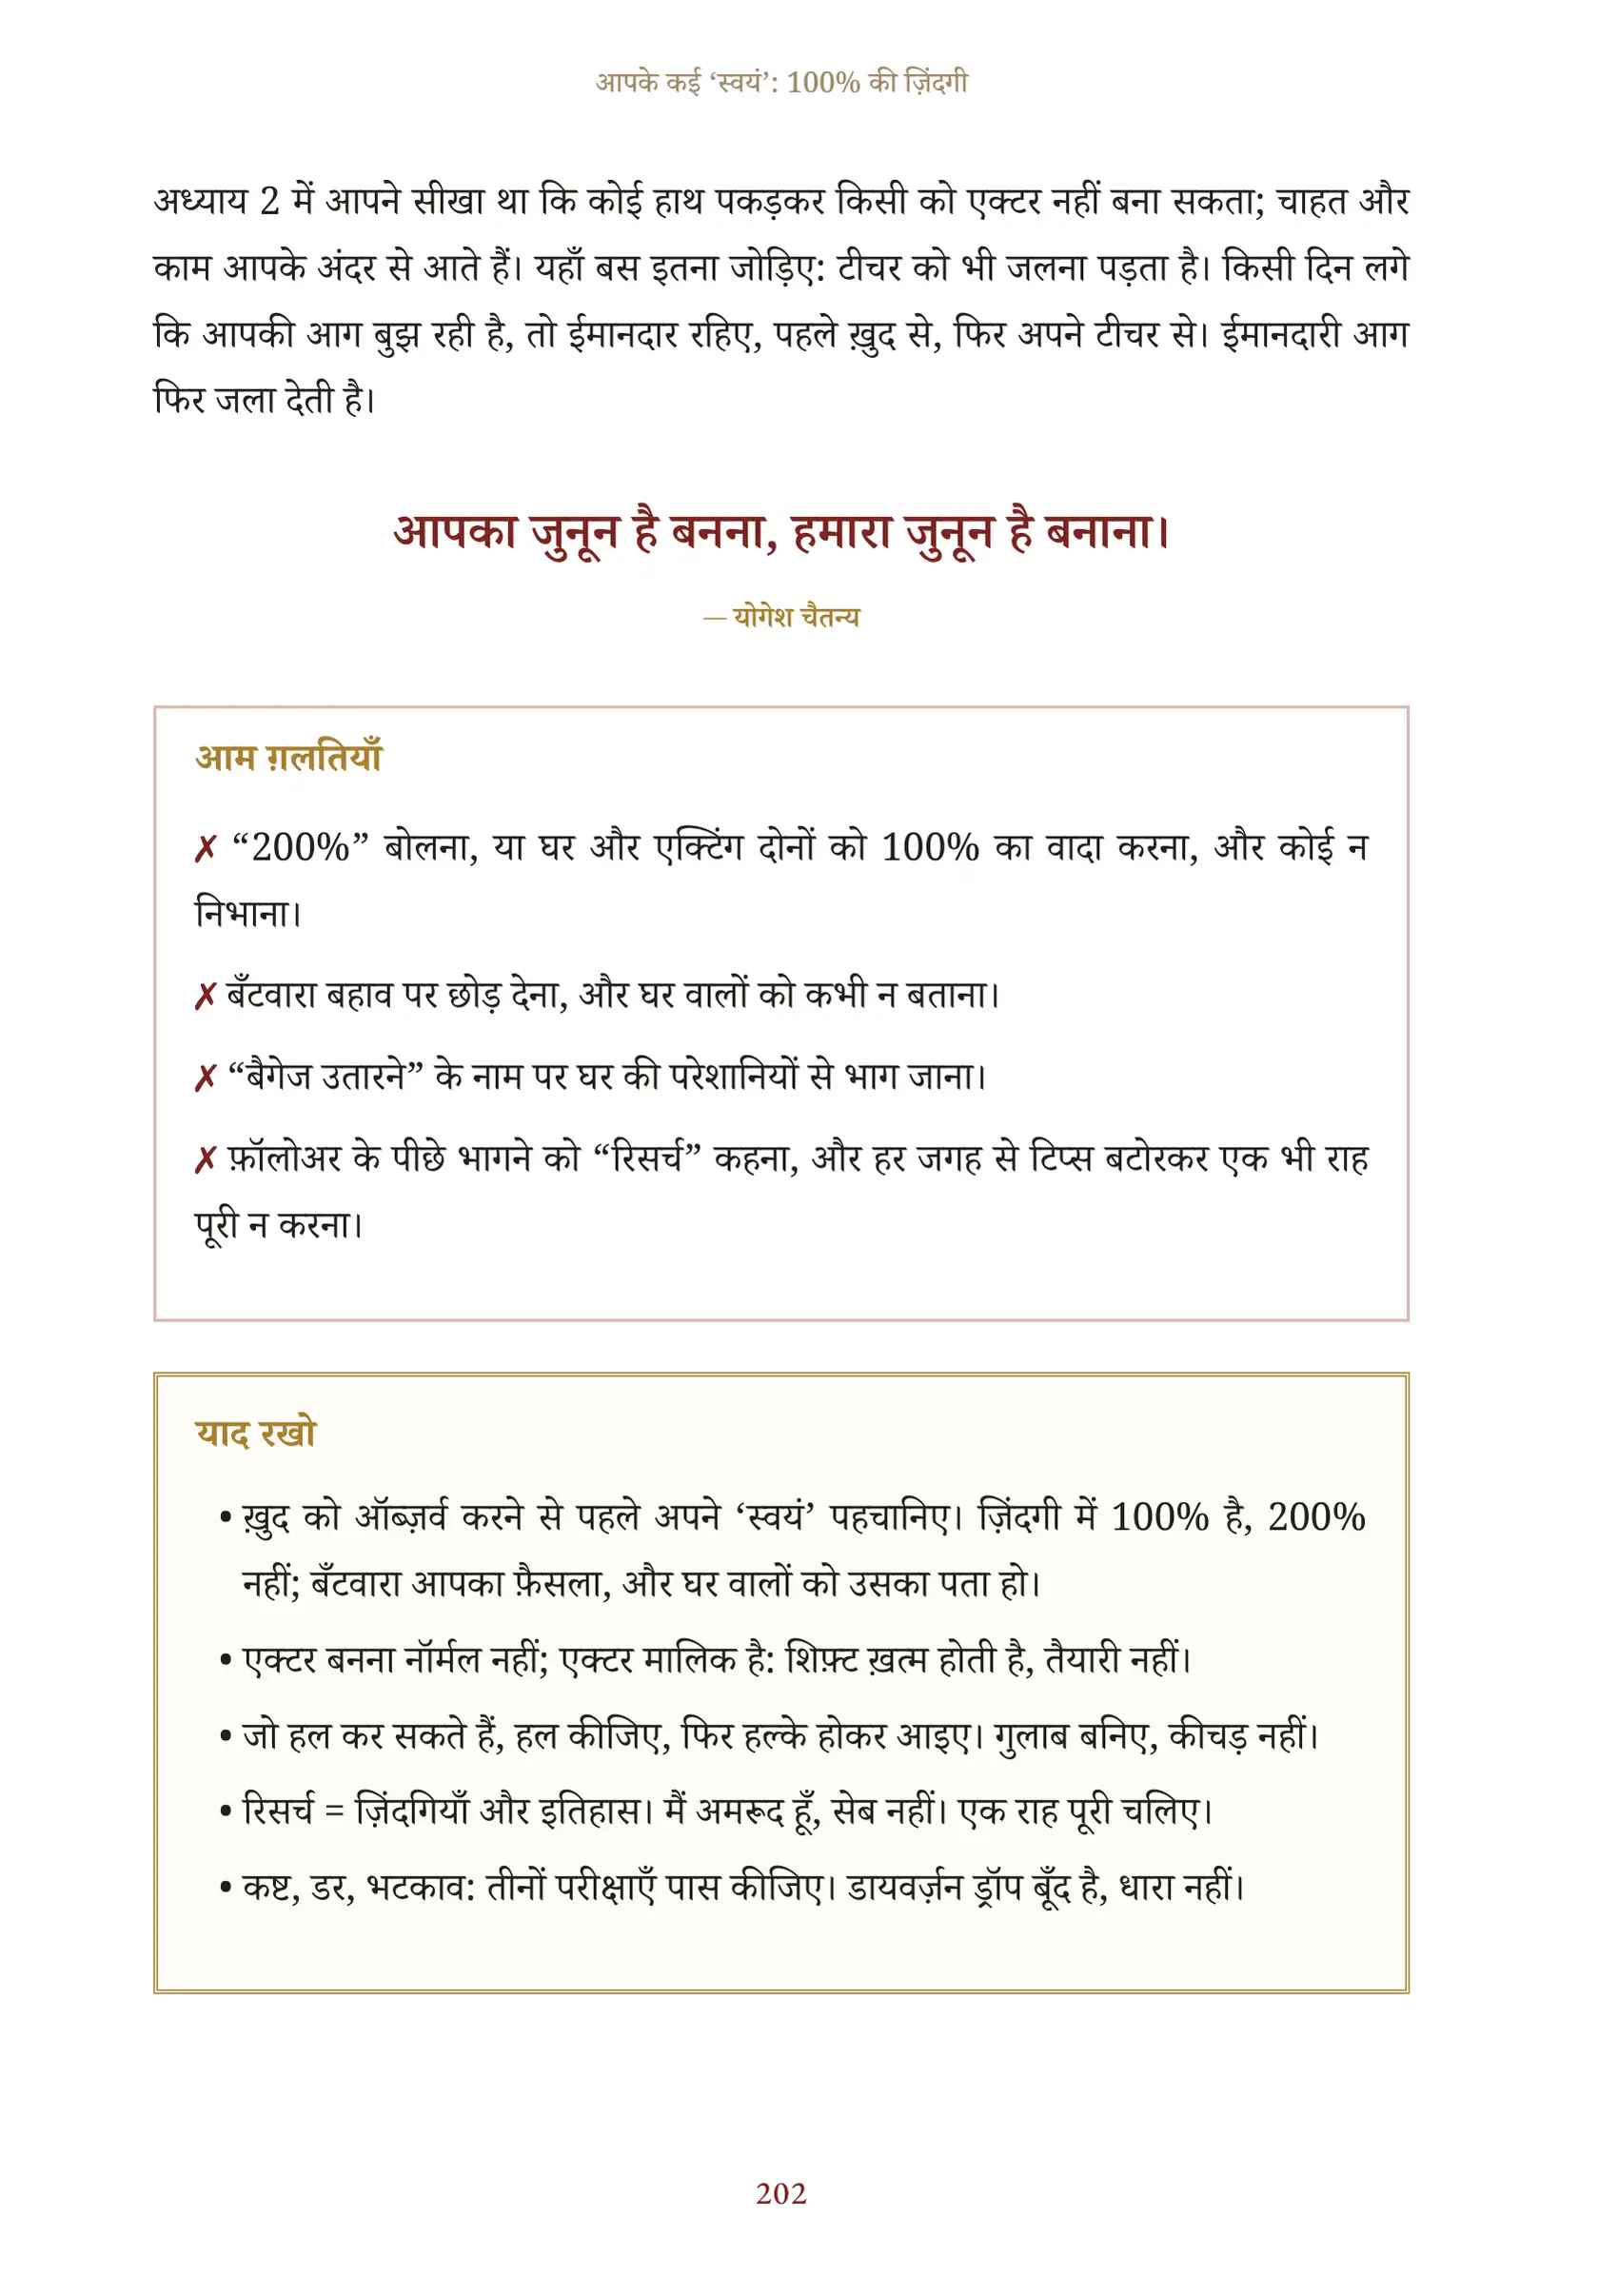 आपके कई ‘स्वयं’: 100% की ज़िंदगी
अध्याय 2 में आपने सीखा था कि कोई हाथ पकड़कर किसी को एक्टर नहीं बना सकता; चाहत और
काम आपके अंदर से आते हैं। यहाँ बस इतना जोड़िए: टीचर को भी जलना पड़ता है। किसी दिन लगे
कि आपकी आग बुझ रही है, तो ईमानदार रहिए, पहले ख़ुद से, फिर अपने टीचर से। ईमानदारी आग
फिर जला देती है।
आपका जुनून है बनना, हमारा जुनून है बनाना।
— योगेश चैतन्य
आम ग़लतियाँ
✗ “200%” बोलना, या घर और एक्टिंग दोनों को 100% का वादा करना, और कोई न
निभाना।
✗ बँटवारा बहाव पर छोड़ देना, और घर वालों को कभी न बताना।
✗ “बैगेज उतारने” के नाम पर घर की परेशानियों से भाग जाना।
✗ फ़ॉलोअर के पीछे भागने को “रिसर्च” कहना, और हर जगह से टिप्स बटोरकर एक भी राह
पूरी न करना।
याद रखो
• ख़ुद को ऑब्ज़र्व करने से पहले अपने ‘स्वयं’ पहचानिए। ज़िंदगी में 100% है, 200%
नहीं; बँटवारा आपका फ़ैसला, और घर वालों को उसका पता हो।
• एक्टर बनना नॉर्मल नहीं; एक्टर मालिक है: शिफ़्ट ख़त्म होती है, तैयारी नहीं।
• जो हल कर सकते हैं, हल कीजिए, फिर हल्के होकर आइए। गुलाब बनिए, कीचड़ नहीं।
• रिसर्च = ज़िंदगियाँ और इतिहास। मैं अमरूद हूँ, सेब नहीं। एक राह पूरी चलिए।
• कष्ट, डर, भटकाव: तीनों परीक्षाएँ पास कीजिए। डायवर्ज़न ड्रॉप बूँद है, धारा नहीं।
202